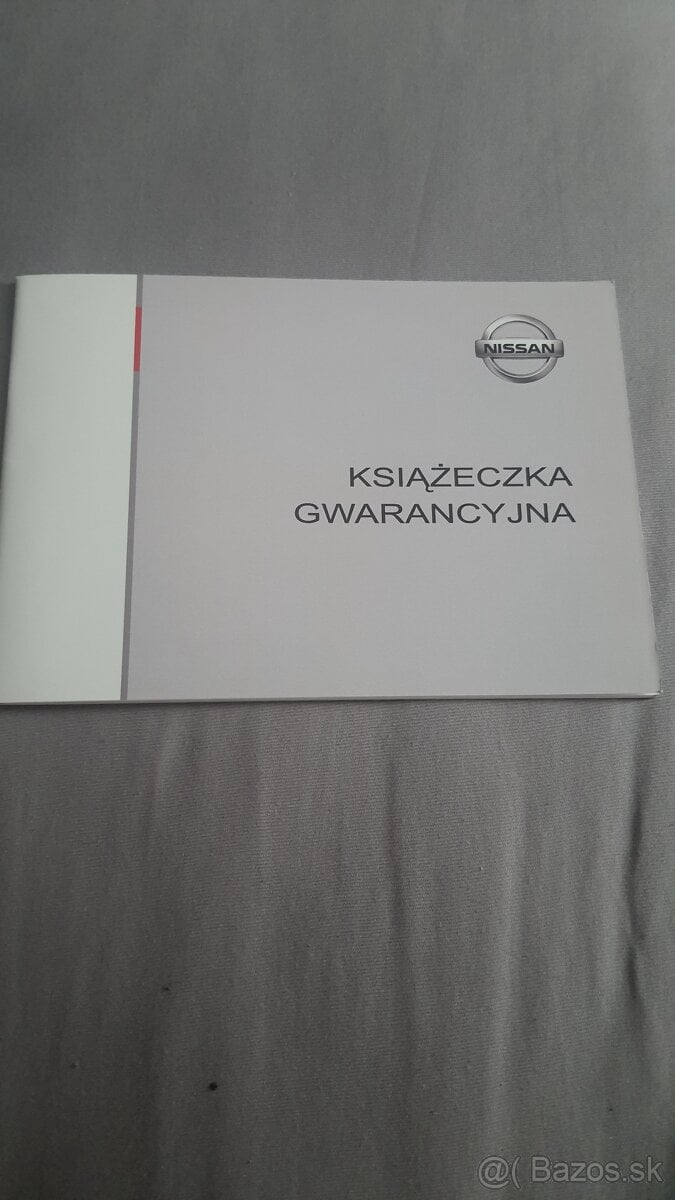 NISSAN
KSIĄŻECZKA
GWARANCYJNA
@( Bazos.sk